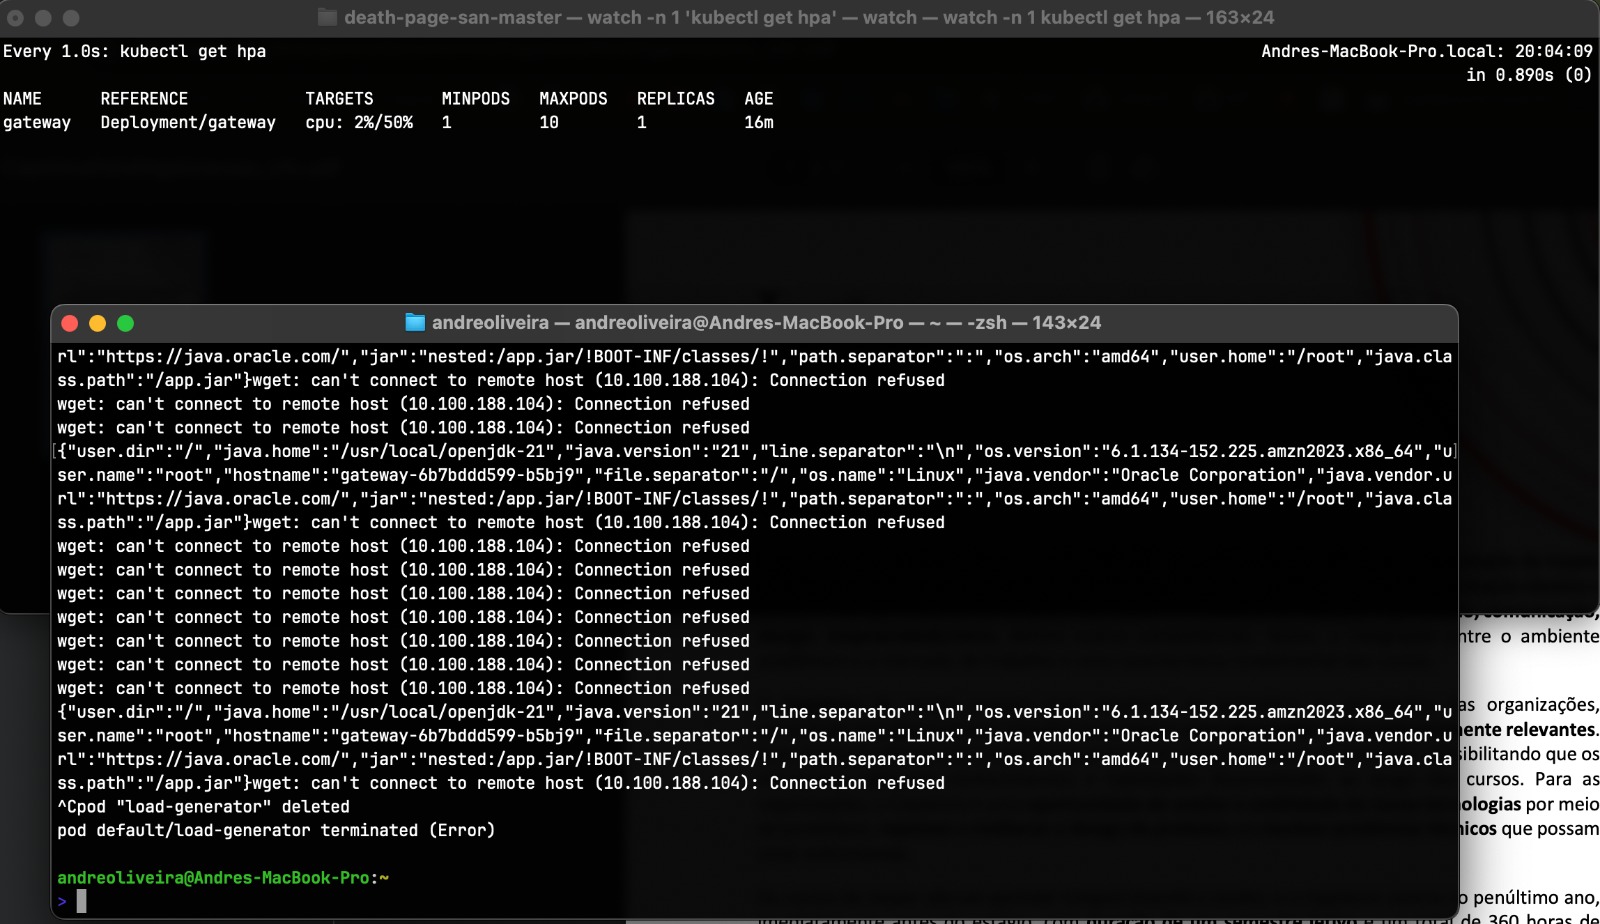 death-page-san-master — watch -n 1 'kubectl get hpa' — watch — watch -n 1 kubectl get hpa — 163×24
Every 1.0s: kubectl get hpa
Andres-MacBook-Pro.local: 20:04:09
in 0.890s (0)
NAME REFERENCE TARGETS MINPODS MAXPODS REPLICAS AGE
gateway Deployment/gateway cpu: 2%/50% 1 10 1 16m
andreoliveira — andreoliveira@Andres-MacBook-Pro — ~ — -zsh — 143×24
rl":"https://java.oracle.com/","jar":"nested:/app.jar/!BOOT-INF/classes/!","path.separator":":","os.arch":"amd64","user.home":"/root","java.cla
ss.path":"/app.jar"}wget: can't connect to remote host (10.100.188.104): Connection refused
wget: can't connect to remote host (10.100.188.104): Connection refused
wget: can't connect to remote host (10.100.188.104): Connection refused
[{"user.dir":"/","java.home":"/usr/local/openjdk-21","java.version":"21","line.separator":"\n","os.version":"6.1.134-152.225.amzn2023.x86_64","u]
ser.name":"root","hostname":"gateway-6b7bddd599-b5bj9","file.separator":"/","os.name":"Linux","java.vendor":"Oracle Corporation","java.vendor.u
rl":"https://java.oracle.com/","jar":"nested:/app.jar/!BOOT-INF/classes/!","path.separator":":","os.arch":"amd64","user.home":"/root","java.cla
ss.path":"/app.jar"}wget: can't connect to remote host (10.100.188.104): Connection refused
wget: can't connect to remote host (10.100.188.104): Connection refused
wget: can't connect to remote host (10.100.188.104): Connection refused
wget: can't connect to remote host (10.100.188.104): Connection refused
wget: can't connect to remote host (10.100.188.104): Connection refused
wget: can't connect to remote host (10.100.188.104): Connection refused
wget: can't connect to remote host (10.100.188.104): Connection refused
wget: can't connect to remote host (10.100.188.104): Connection refused
{"user.dir":"/","java.home":"/usr/local/openjdk-21","java.version":"21","line.separator":"\n","os.version":"6.1.134-152.225.amzn2023.x86_64","u
ser.name":"root","hostname":"gateway-6b7bddd599-b5bj9","file.separator":"/","os.name":"Linux","java.vendor":"Oracle Corporation","java.vendor.u
rl":"https://java.oracle.com/","jar":"nested:/app.jar/!BOOT-INF/classes/!","path.separator":":","os.arch":"amd64","user.home":"/root","java.cla
ss.path":"/app.jar"}wget: can't connect to remote host (10.100.188.104): Connection refused
^Cpod "load-generator" deleted
pod default/load-generator terminated (Error)
andreoliveira@Andres-MacBook-Pro:~
>
ntre o ambiente
as organizações,
mente relevantes.
sibilitando que os
cursos. Para as
ologias por meio
nicos que possam
o penúltimo ano,
de 360 horas de